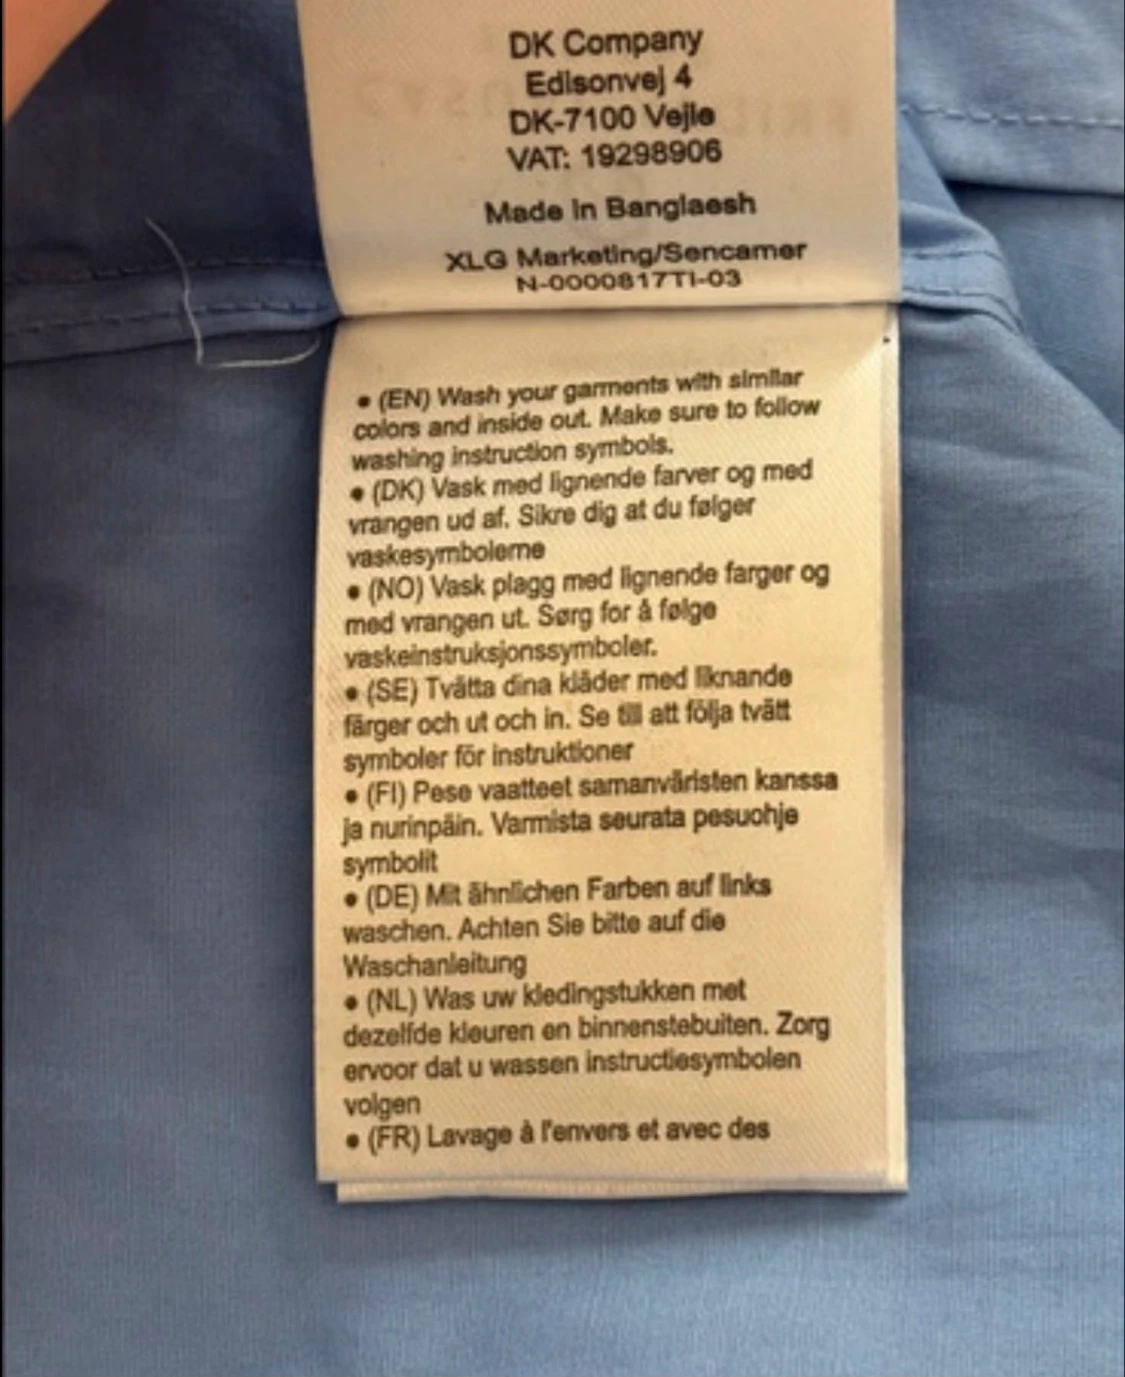 DK Company
Edisonvej 4
DK-7100 Vejle
VAT: 19298906
Made in Banglaesh
XLG Marketing/Sencamer
N-0000817TI-03
• (EN) Wash your garments with similar
colors and inside out. Make sure to follow
washing instruction symbols.
• (DK) Vask med lignende farver og med
vrangen ud af. Sikre dig at du følger
vaskesymbolerne
• (NO) Vask plagg med lignende farger og
med vrangen ut. Sørg for å følge
vaskeinstruksjonssymboler.
• (SE) Tvätta dina kläder med liknande
färger och ut och in. Se till att följa tvätt
symboler för instruktioner
• (FI) Pese vaatteet samanväristen kanssa
ja nurinpäin. Varmista seurata pesuohje
symbolit
• (DE) Mit ähnlichen Farben auf links
waschen. Achten Sie bitte auf die
Waschanleitung
• (NL) Was uw kledingstukken met
dezelfde kleuren en binnenstebuiten. Zorg
ervoor dat u wassen instructiesymbolen
volgen
• (FR) Lavage à l'envers et avec des